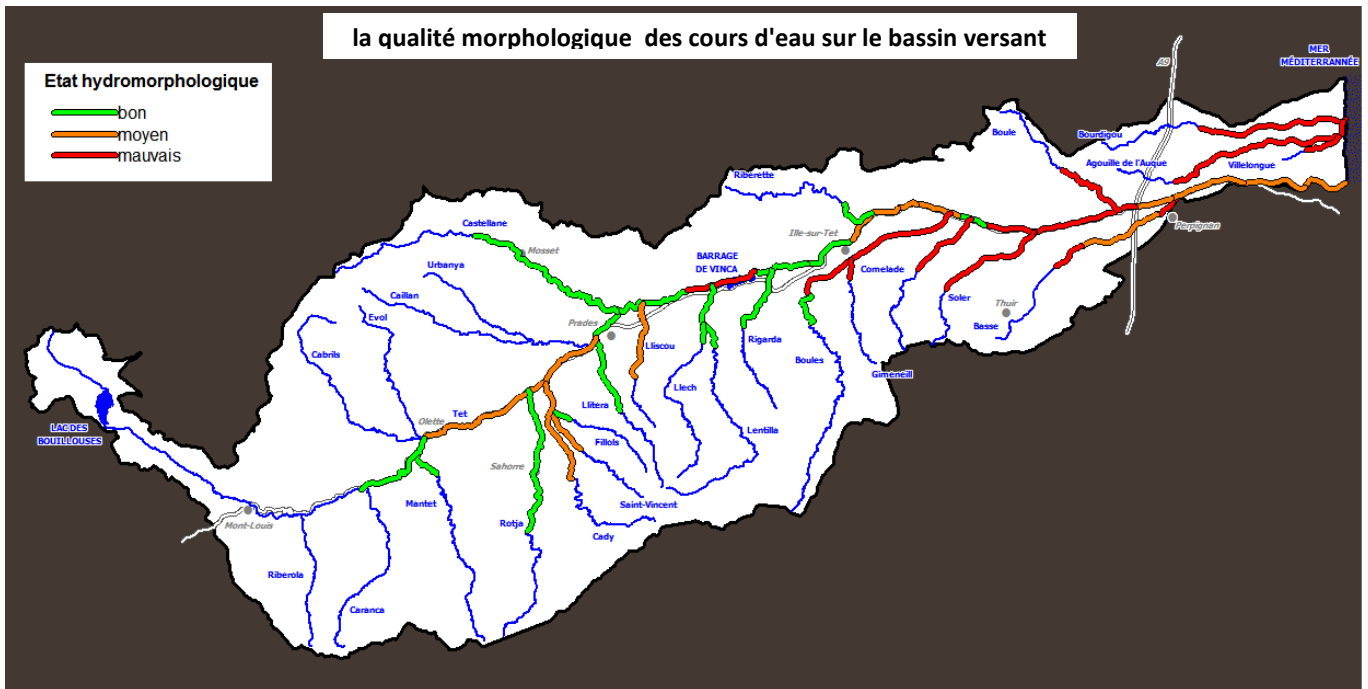 la qualité morphologique des cours d'eau sur le bassin versant
Etat hydromorphologique
bon
moyen
mauvais
MER
MÉDITERRANNÉE
A9
Boule
Bourdigou
Agouille de l'Auque
Villelongue
Riberette
Castellane
Mosset
Ille-sur-Tet
Perpignan
Urbanya
BARRAGE
DE VINCA
Comelade
Caillan
Soler
Thuir
Evol
Prades
Basse
Cabrils
Lliscou
Rigarda
Boules
Gimeneill
Llech
Llitera
Tet
Olette
LAC DES
BOUILLOUSES
Lentilla
Fillols
Sahorre
Mantet
Saint-Vincent
Mont-Louis
Rotja
Cady
Riberola
Caranca